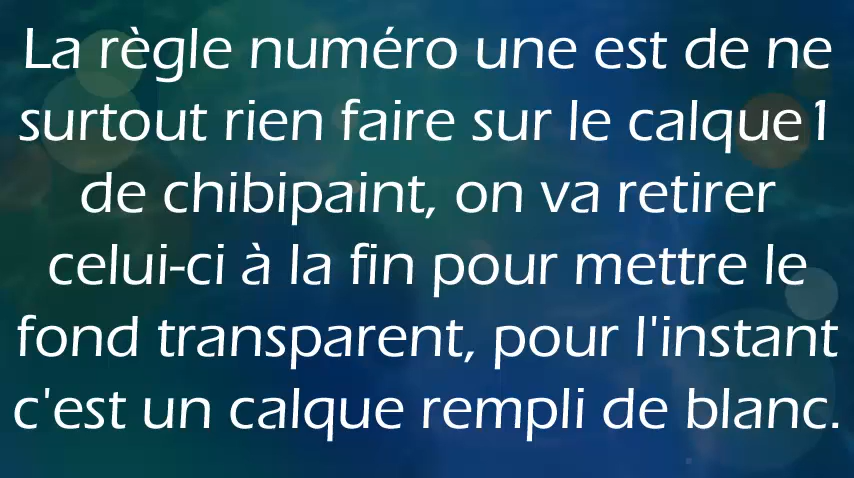 La règle numéro une est de ne
surtout rien faire sur le calque1
de chibipaint, on va retirer
celui-ci à la fin pour mettre le
fond transparent, pour l'instant
c'est un calque rempli de blanc.